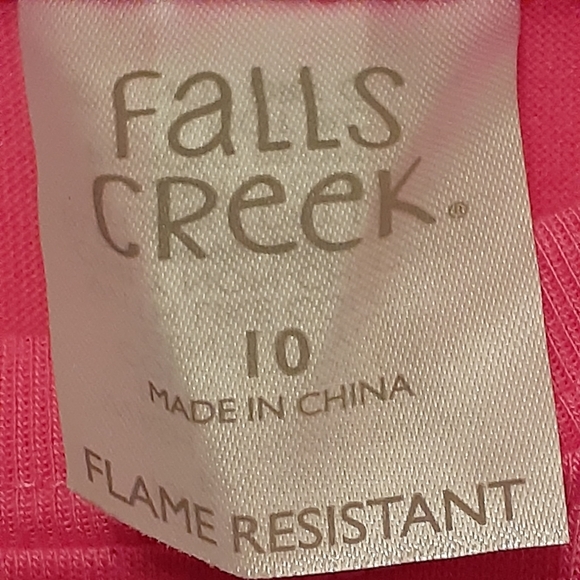 FaLLS
CReeK®
10
MADE IN CHINA
FLAME RESISTANT